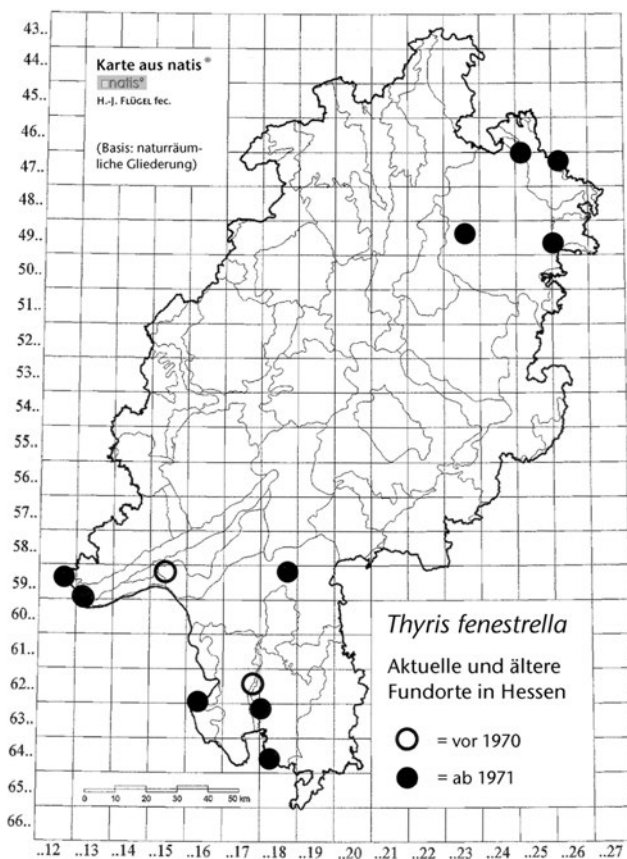 43..
44..
45..
46..
47..
48..
49..
50..
51..
52..
53..
54..
55..
56..
57..
58..
59..
60..
61..
62..
63..
64..
65..
66..
Karte aus natis®
natis®
H.-J. FLÜGEL fec.
(Basis: naturräum-
liche Gliederung)
Thyris fenestrella
Aktuelle und ältere
Fundorte in Hessen
= vor 1970
= ab 1971
0 10 20 30 40 50 km
..12 ..13 ..14 ..15 ..16 ..17 ..18 ..19 ..20 ..21 ..22 ..23 ..24 ..25 ..26 ..27